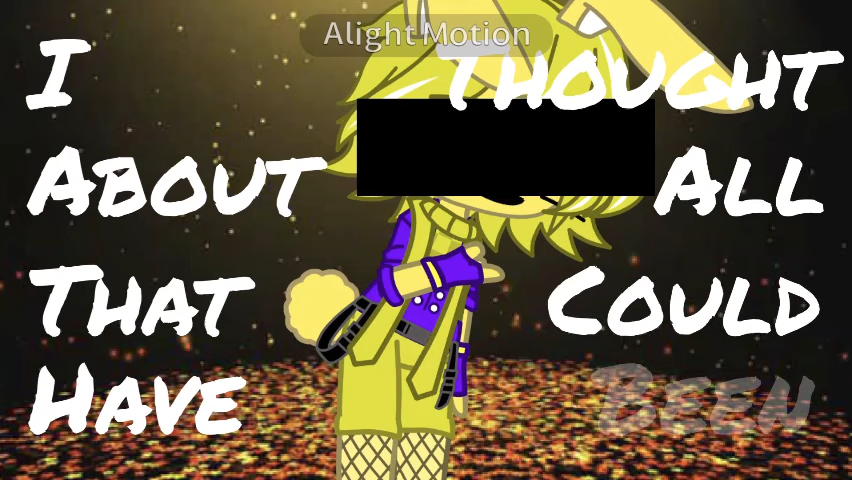 Alight Motion
I Thought
About All
That Could
Have Been